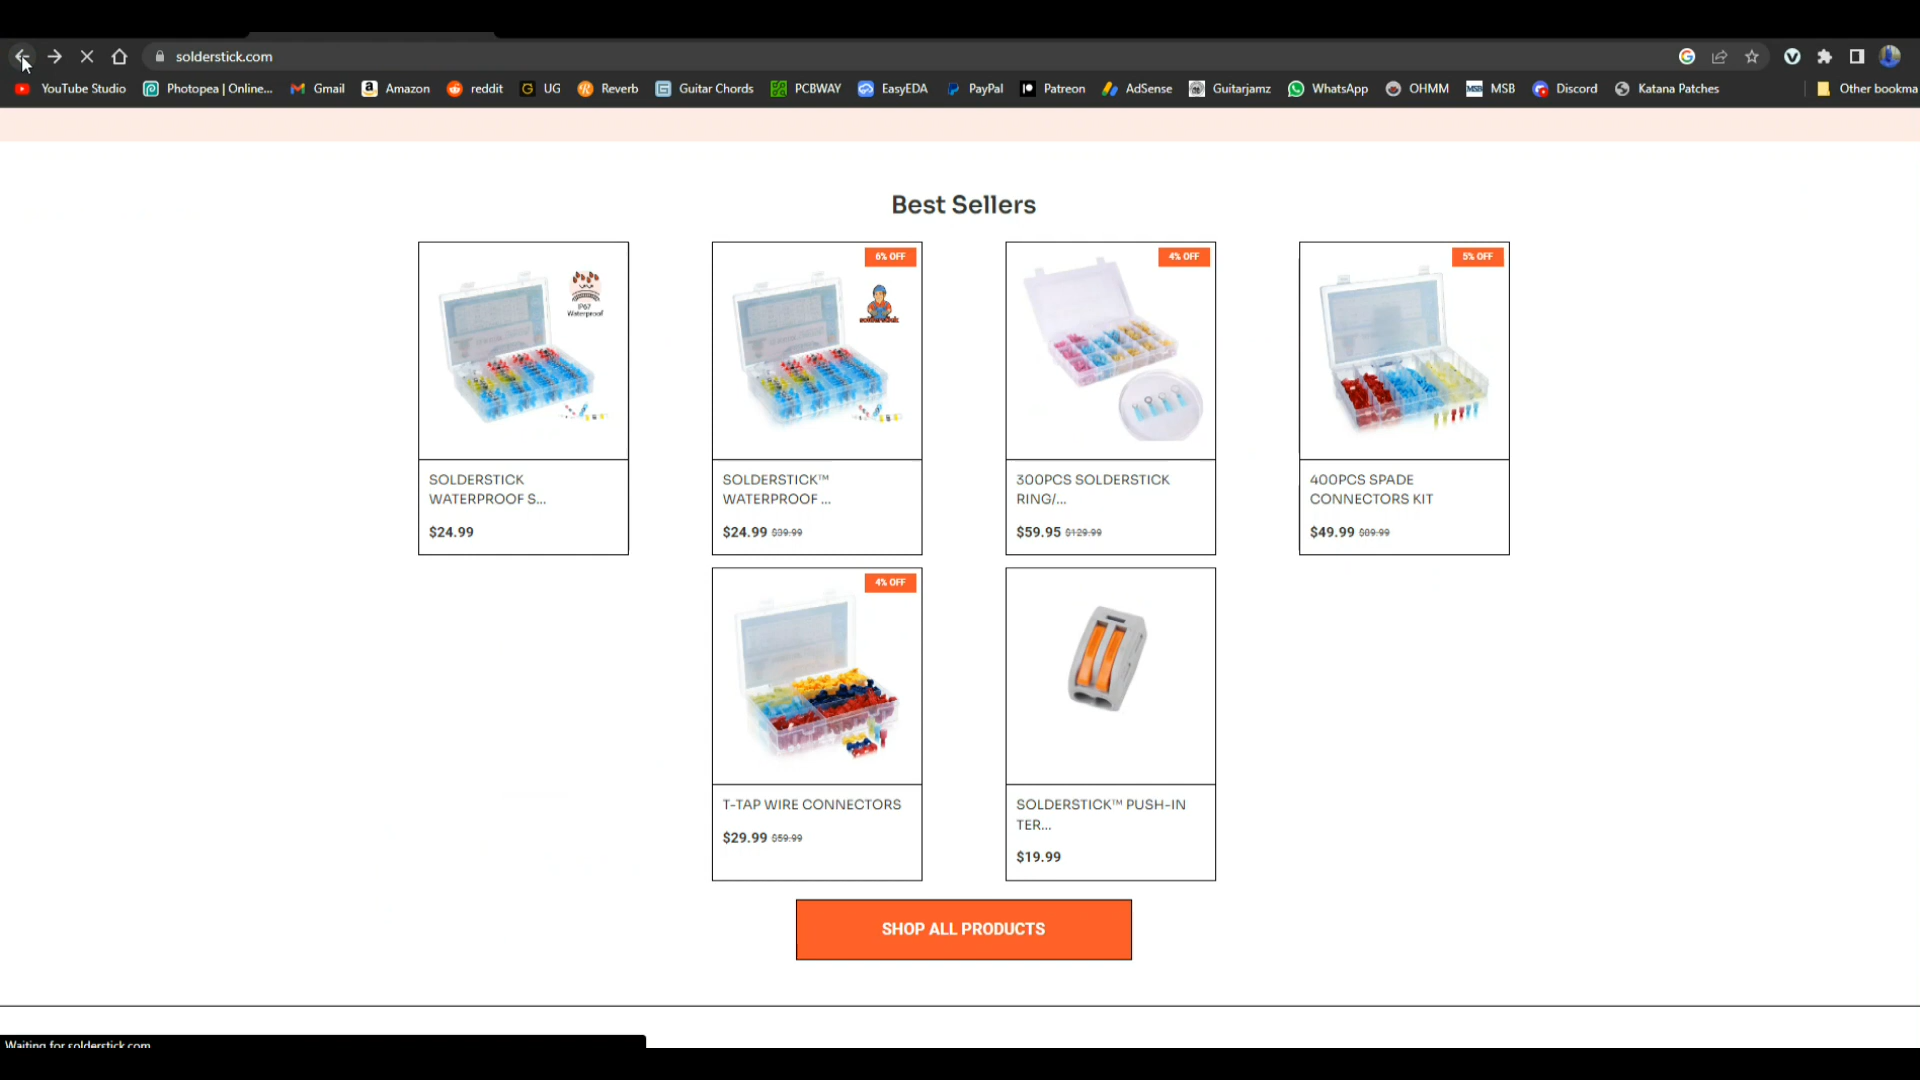 solderstick.com
YouTube Studio Photopea | Online... Gmail Amazon reddit UG Reverb Guitar Chords PCBWAY EasyEDA PayPal Patreon AdSense Guitarjamz WhatsApp OHMM MSB Discord Katana Patches Other bookma
Best Sellers
IP67
Waterproof
6% OFF
solderstick
4% OFF
5% OFF
SOLDERSTICK
WATERPROOF S...
$24.99
SOLDERSTICK™
WATERPROOF ...
$24.99 $39.99
300PCS SOLDERSTICK
RING/...
$59.95 $129.99
400PCS SPADE
CONNECTORS KIT
$49.99 $89.99
4% OFF
T-TAP WIRE CONNECTORS
$29.99 $59.99
SOLDERSTICK™ PUSH-IN
TER...
$19.99
SHOP ALL PRODUCTS
Waiting for solderstick.com